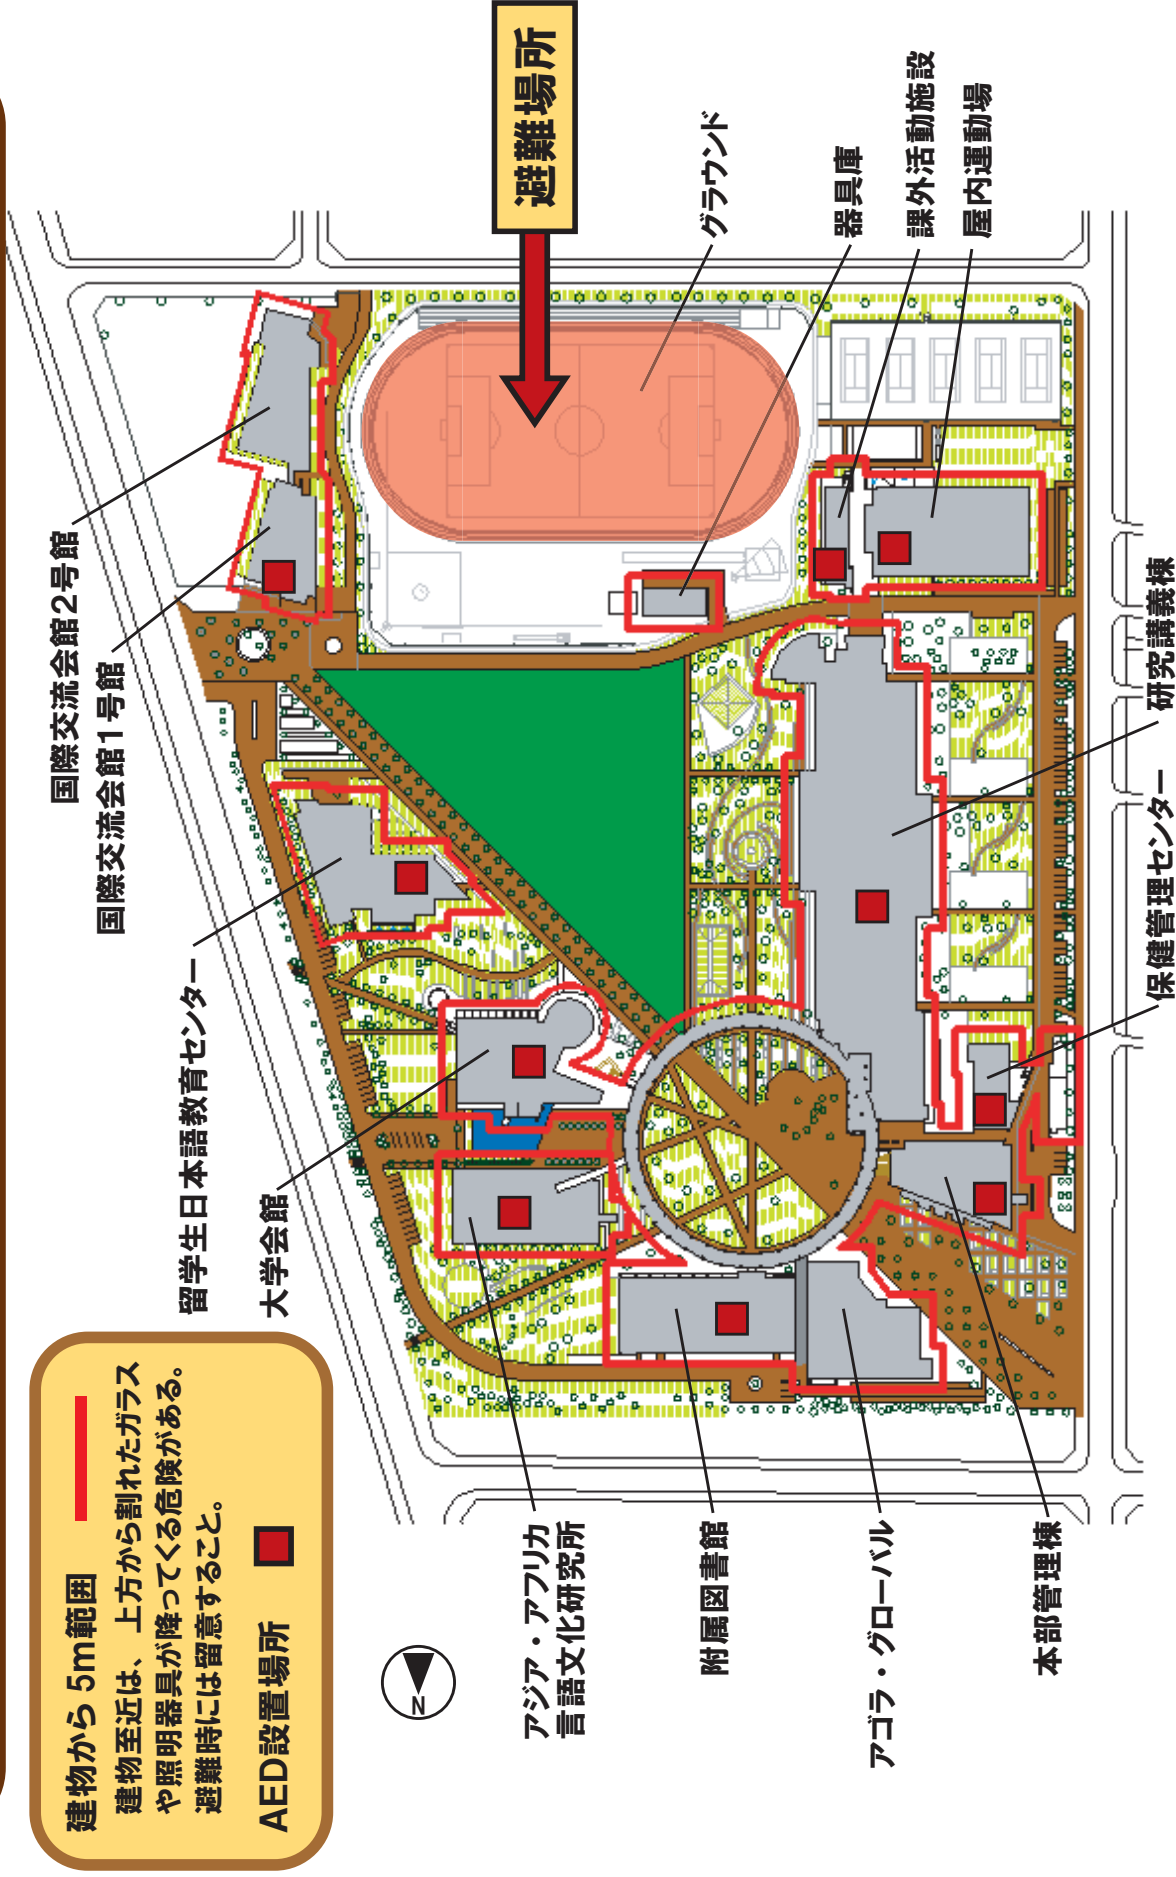 避難場所
グラウンド
器具庫
課外活動施設
屋内運動場
国際交流会館2号館
国際交流会館1号館
留学生日本語教育センター
大学会館
研究講義棟
保健管理センター
アジア・アフリカ
言語文化研究所
附属図書館
アゴラ・グローバル
本部管理棟
N
建物から 5m範囲
建物至近は、上方から割れたガラス
や照明器具が降ってくる危険がある。
避難時には留意すること。
AED設置場所